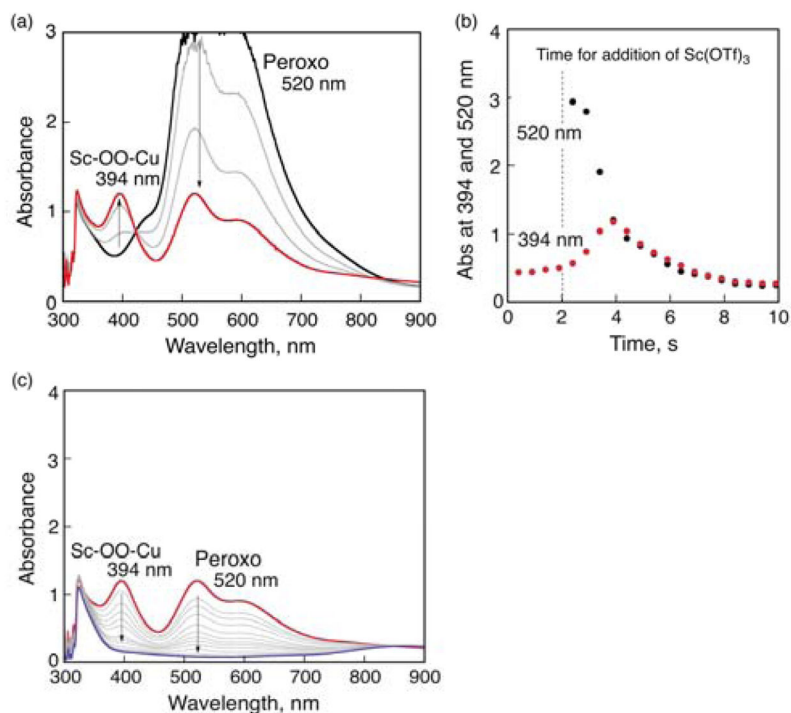 (a)
3
2
1
0
Absorbance
Peroxo
520 nm
Sc-OO-Cu
394 nm
300 400 500 600 700 800 900
Wavelength, nm
(b)
Time for addition of Sc(OTf)3
4
3
2
1
0
Abs at 394 and 520 nm
520 nm
394 nm
0 2 4 6 8 10
Time, s
(c)
4
3
2
1
0
Absorbance
Sc-OO-Cu
394 nm
Peroxo
520 nm
300 400 500 600 700 800 900
Wavelength, nm